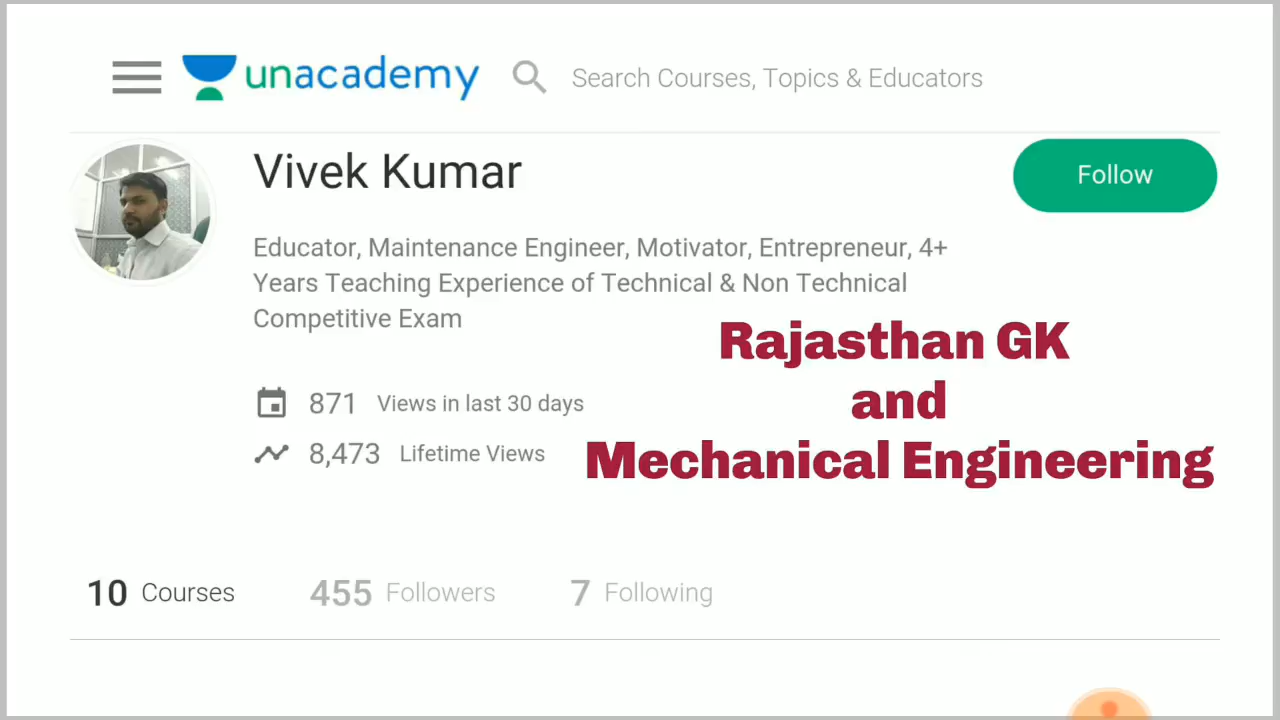 unacademy Search Courses, Topics & Educators
Vivek Kumar
Follow
Educator, Maintenance Engineer, Motivator, Entrepreneur, 4+
Years Teaching Experience of Technical & Non Technical
Competitive Exam
Rajasthan GK
and
Mechanical Engineering
871 Views in last 30 days
8,473 Lifetime Views
10 Courses 455 Followers 7 Following